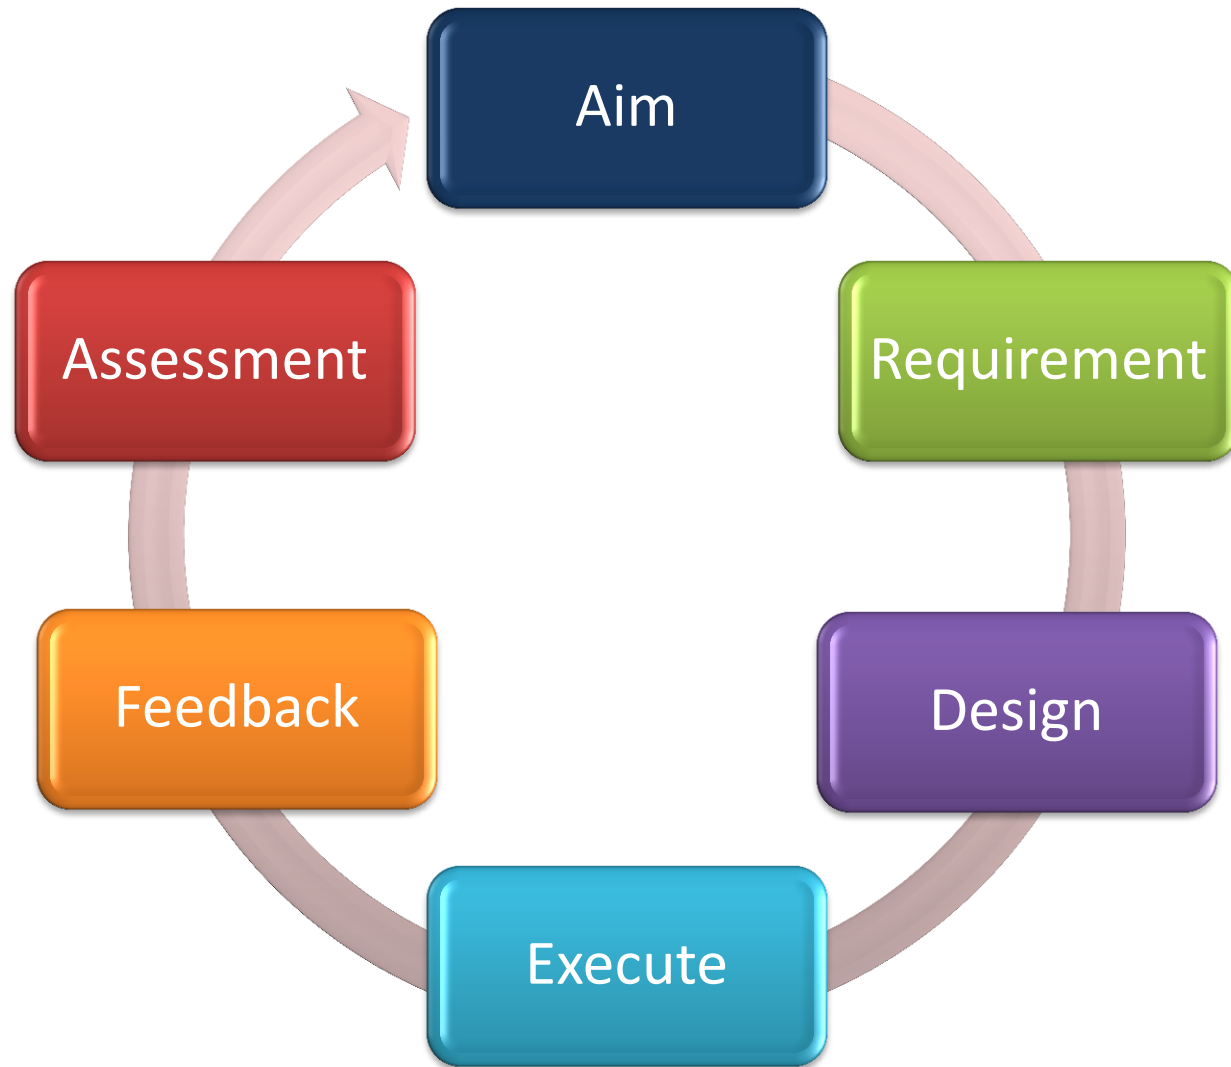 Aim
Requirement
Design
Execute
Feedback
Assessment